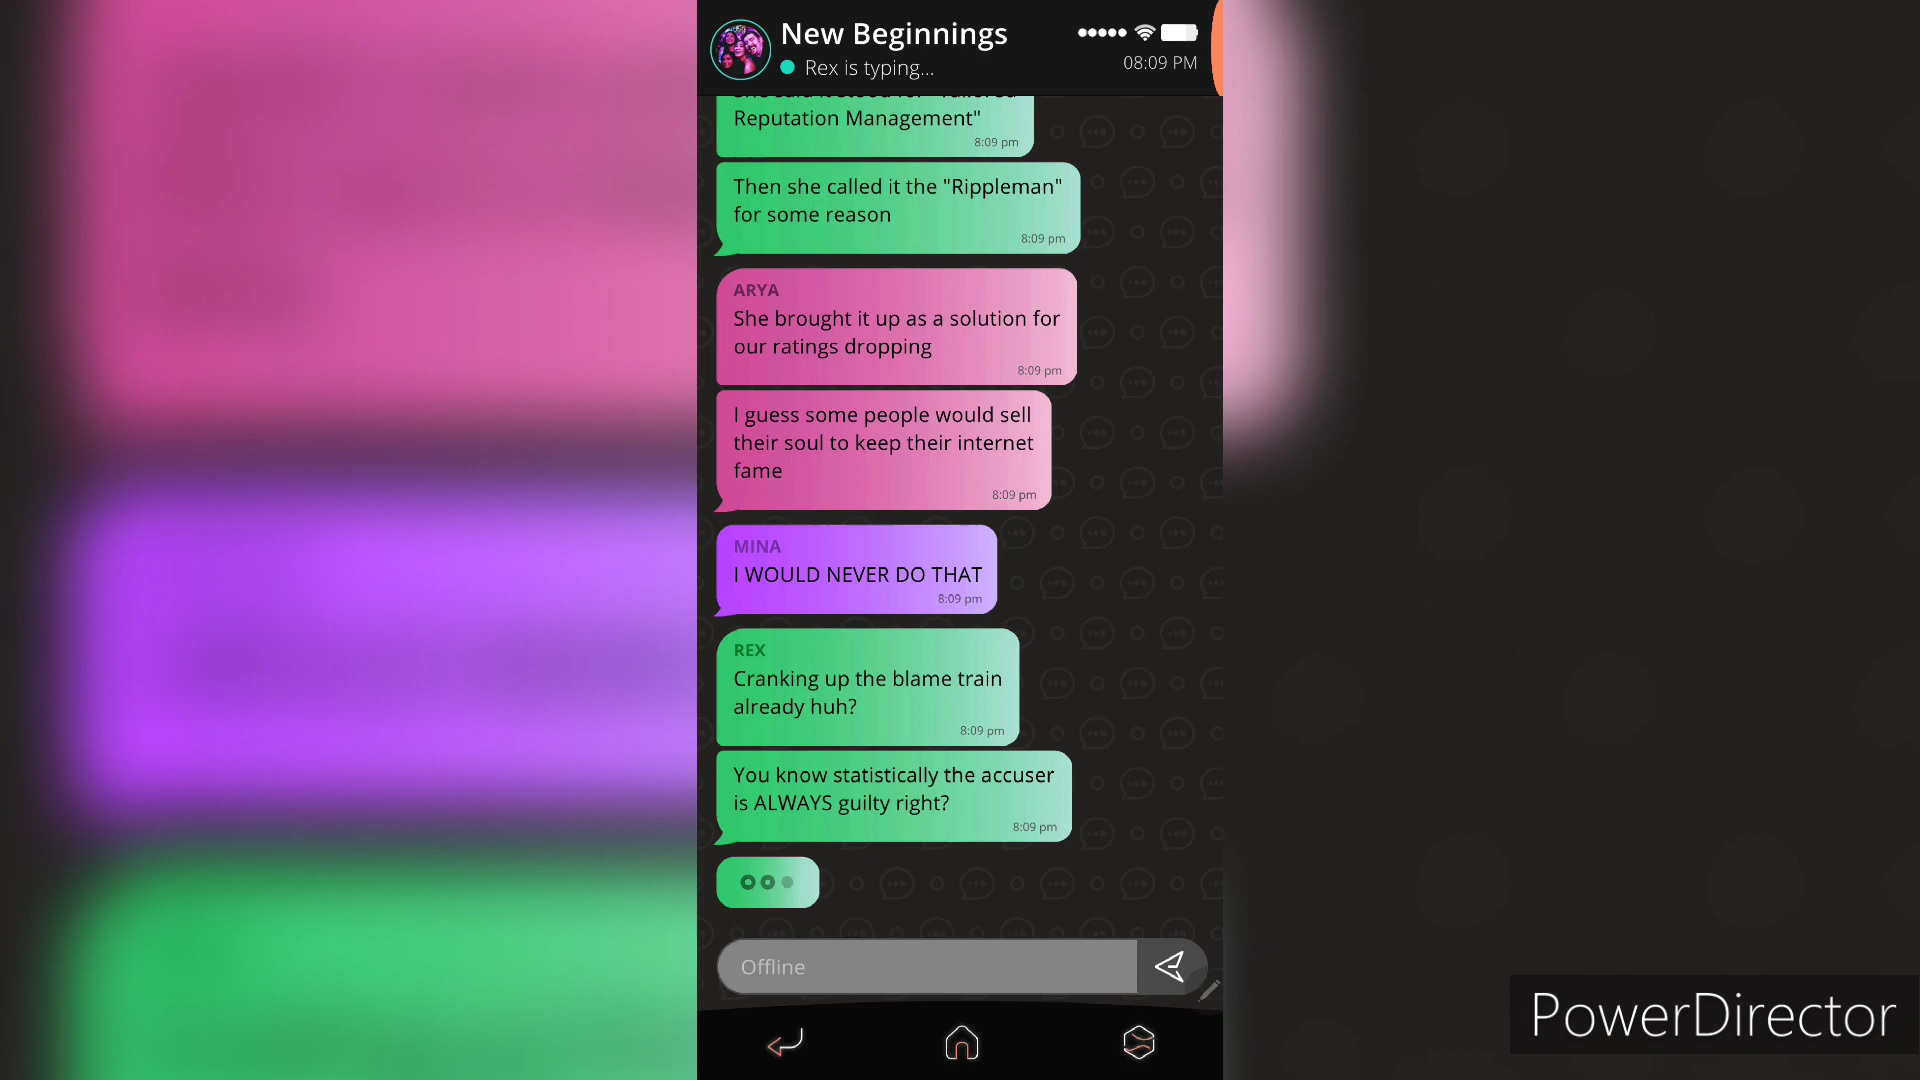 New Beginnings
Rex is typing...
08:09 PM
Reputation Management"
8:09 pm
Then she called it the "Rippleman"
for some reason
8:09 pm
ARYA
She brought it up as a solution for
our ratings dropping
8:09 pm
I guess some people would sell
their soul to keep their internet
fame
8:09 pm
MINA
I WOULD NEVER DO THAT
8:09 pm
REX
Cranking up the blame train
already huh?
8:09 pm
You know statistically the accuser
is ALWAYS guilty right?
8:09 pm
Offline
PowerDirector